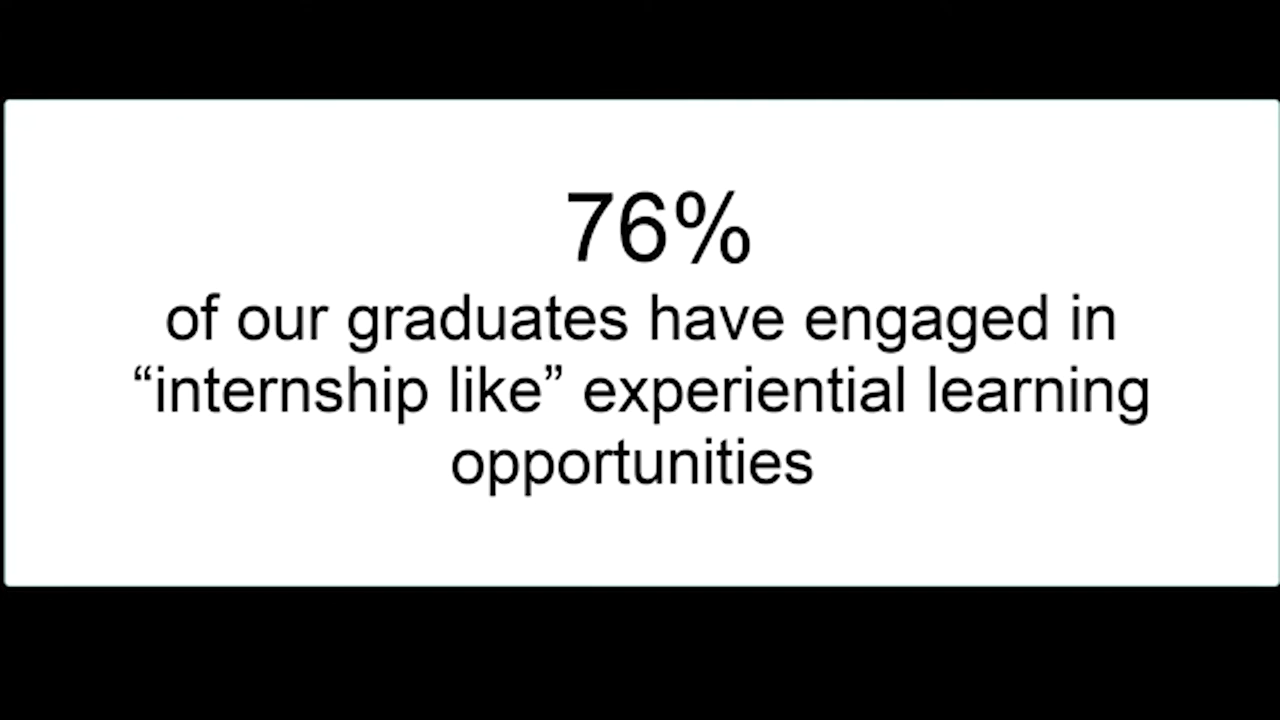 76%
of our graduates have engaged in
“internship like” experiential learning
opportunities